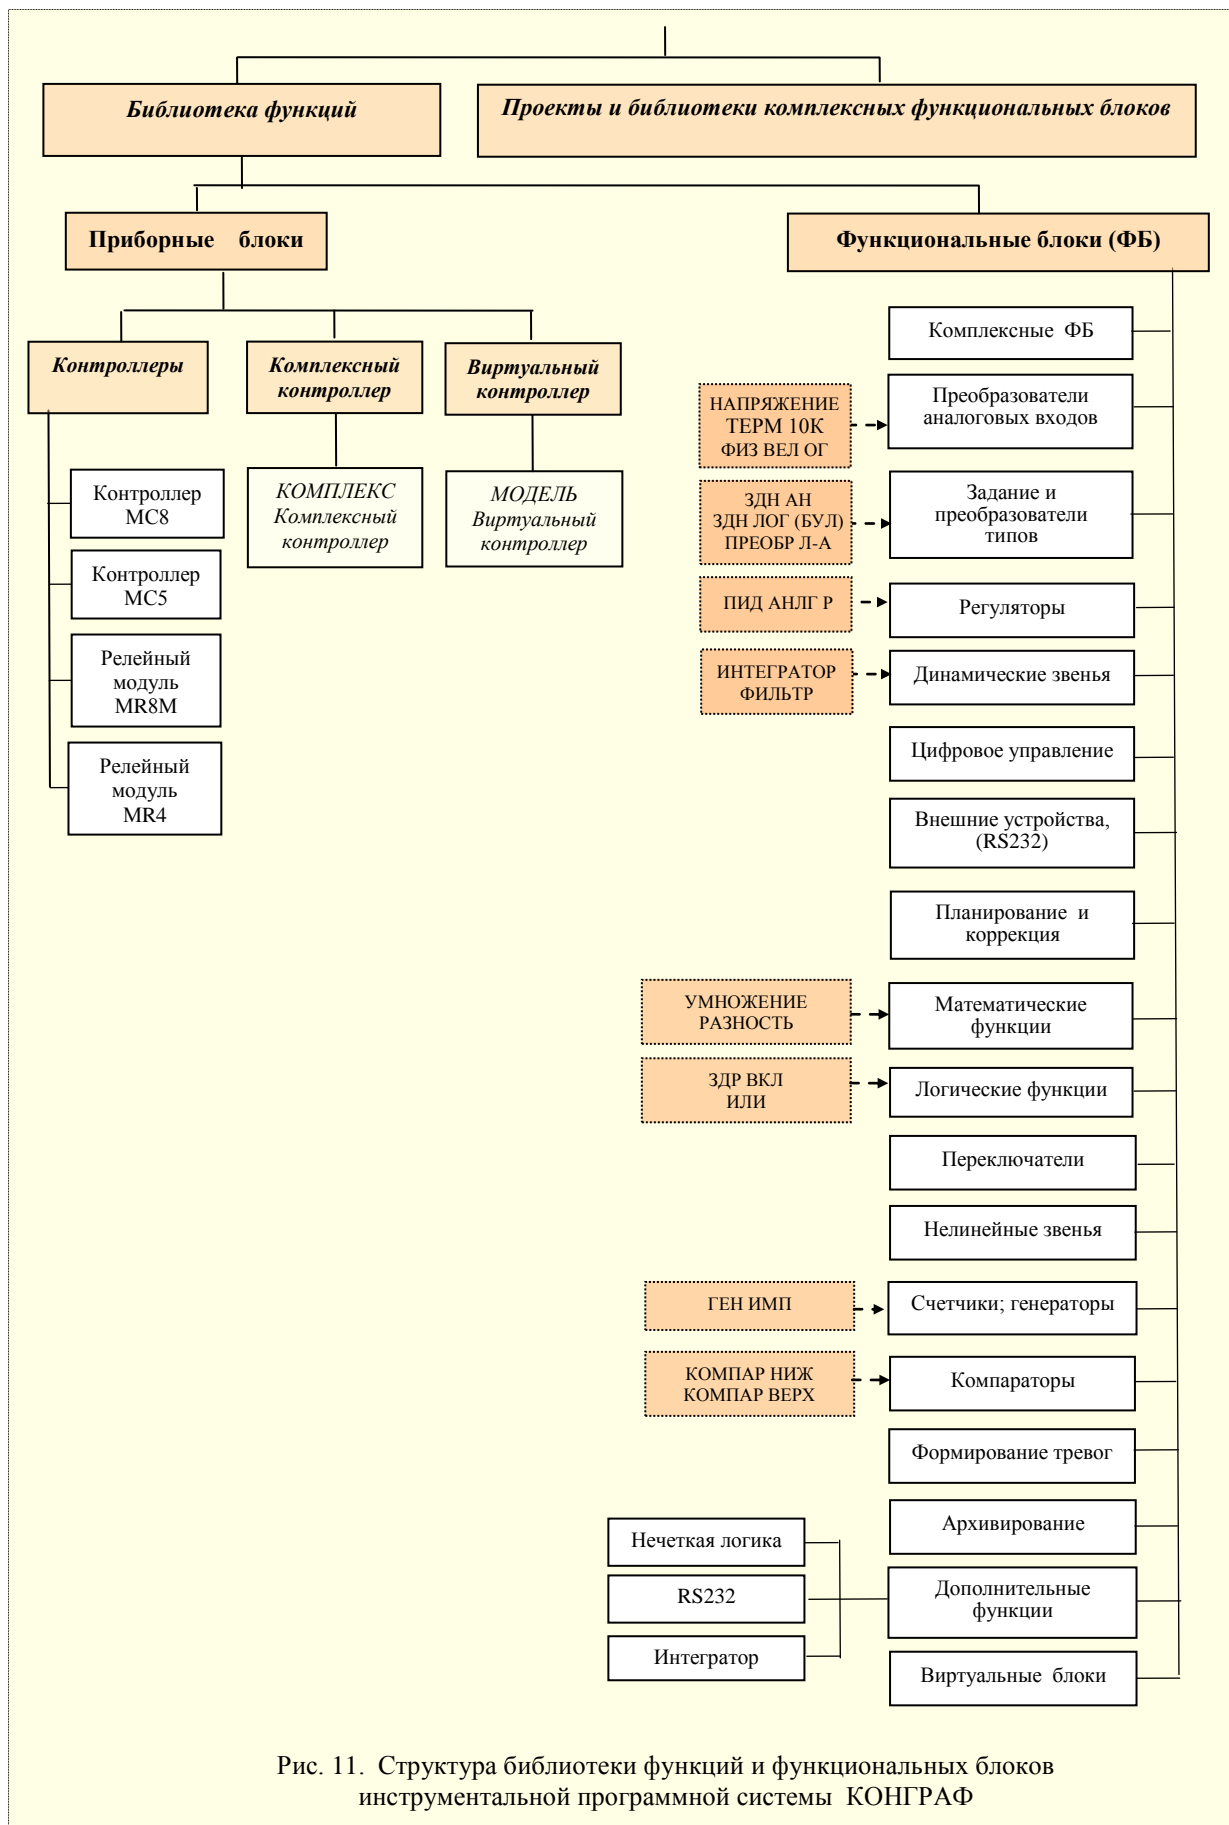 Библиотека функций
Проекты и библиотеки комплексных функциональных блоков
Приборные блоки
Функциональные блоки (ФБ)
Контроллеры
Комплексный
контроллер
Виртуальный
контроллер
Контроллер
МС8
Контроллер
МС5
Релейный
модуль
MR8M
Релейный
модуль
MR4
КОМПЛЕКС
Комплексный
контроллер
МОДЕЛЬ
Виртуальный
контроллер
Комплексные ФБ
НАПРЯЖЕНИЕ
ТЕРМ 10К
ФИЗ ВЕЛ ОГ
Преобразователи
аналоговых входов
ЗДН АН
ЗДН ЛОГ (БУЛ)
ПРЕОБР Л-А
Задание и
преобразователи
типов
ПИД АНЛГ Р
Регуляторы
ИНТЕГРАТОР
ФИЛЬТР
Динамические звенья
Цифровое управление
Внешние устройства,
(RS232)
Планирование и
коррекция
УМНОЖЕНИЕ
РАЗНОСТЬ
Математические
функции
ЗДР ВКЛ
ИЛИ
Логические функции
Переключатели
Нелинейные звенья
ГЕН ИМП
Счетчики; генераторы
КОМПАР НИЖ
КОМПАР ВЕРХ
Компараторы
Формирование тревог
Архивирование
Нечеткая логика
RS232
Интегратор
Дополнительные
функции
Виртуальные блоки
Рис. 11. Структура библиотеки функций и функциональных блоков
инструментальной программной системы КОНГРАФ